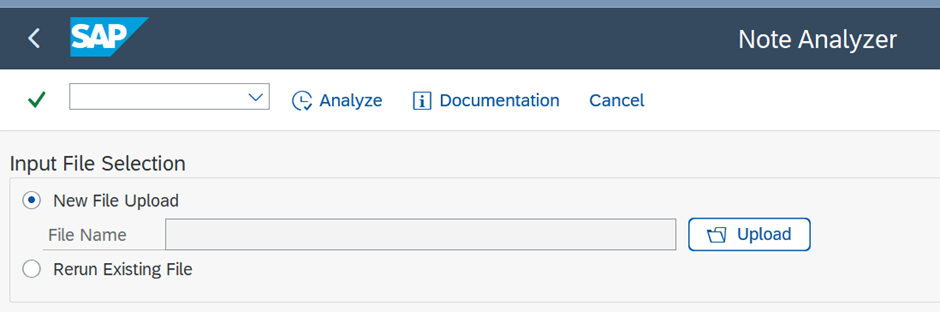 SAP Note Analyzer
Analyze Documentation Cancel
Input File Selection
New File Upload
File Name Upload
Rerun Existing File